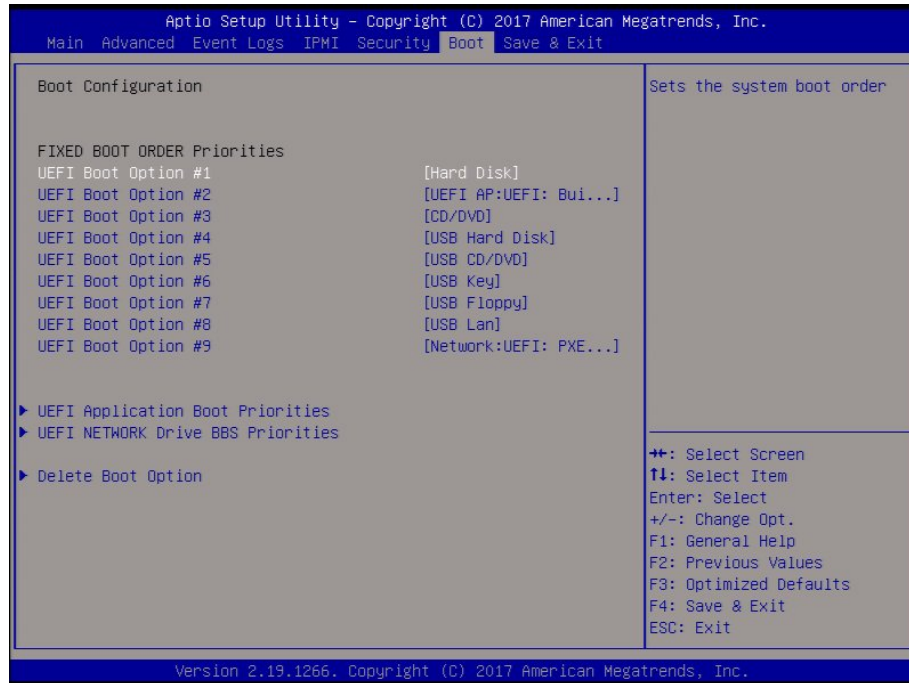 Aptio Setup Utility – Copyright (C) 2017 American Megatrends, Inc.
Main Advanced Event Logs IPMI Security Boot Save & Exit
Boot Configuration
FIXED BOOT ORDER Priorities
UEFI Boot Option #1 [Hard Disk]
UEFI Boot Option #2 [UEFI AP:UEFI: Bui...]
UEFI Boot Option #3 [CD/DVD]
UEFI Boot Option #4 [USB Hard Disk]
UEFI Boot Option #5 [USB CD/DVD]
UEFI Boot Option #6 [USB Key]
UEFI Boot Option #7 [USB Floppy]
UEFI Boot Option #8 [USB Lan]
UEFI Boot Option #9 [Network:UEFI: PXE...]
UEFI Application Boot Priorities
UEFI NETWORK Drive BBS Priorities
Delete Boot Option
Sets the system boot order
→←: Select Screen
↑↓: Select Item
Enter: Select
+/-: Change Opt.
F1: General Help
F2: Previous Values
F3: Optimized Defaults
F4: Save & Exit
ESC: Exit
Version 2.19.1266. Copyright (C) 2017 American Megatrends, Inc.